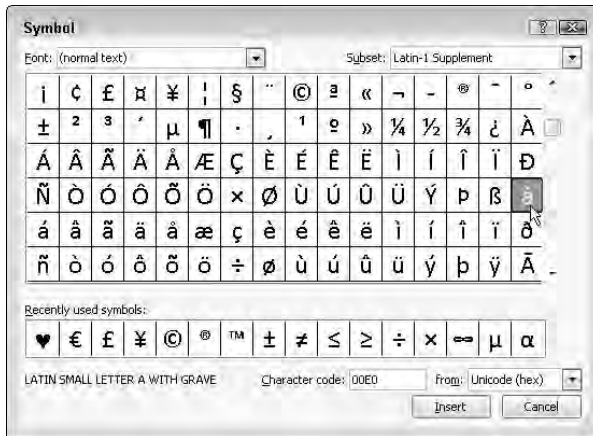 Symbol
Font: (normal text) Subset: Latin-1 Supplement
¡ ¢ £ ¤ ¥ ¦ § ¨ © ª « ¬ - ® ¯ °
± ² ³ ´ µ ¶ · ¸ ¹ º » ¼ ½ ¾ ¿ À
Á Â Ã Ä Å Æ Ç È É Ê Ë Ì Í Î Ï Ð
Ñ Ò Ó Ô Õ Ö × Ø Ù Ú Û Ü Ý Þ ß à
á â ã ä å æ ç è é ê ë ì í î ï ð
ñ ò ó ô õ ö ÷ ø ù ú û ü ý þ ÿ Ā
Recently used symbols:
♥ € £ ¥ © ® ™ ± ≠ ≤ ≥ ÷ × ∞ µ α
LATIN SMALL LETTER A WITH GRAVE Character code: 00E0 from: Unicode (hex)
Insert Cancel